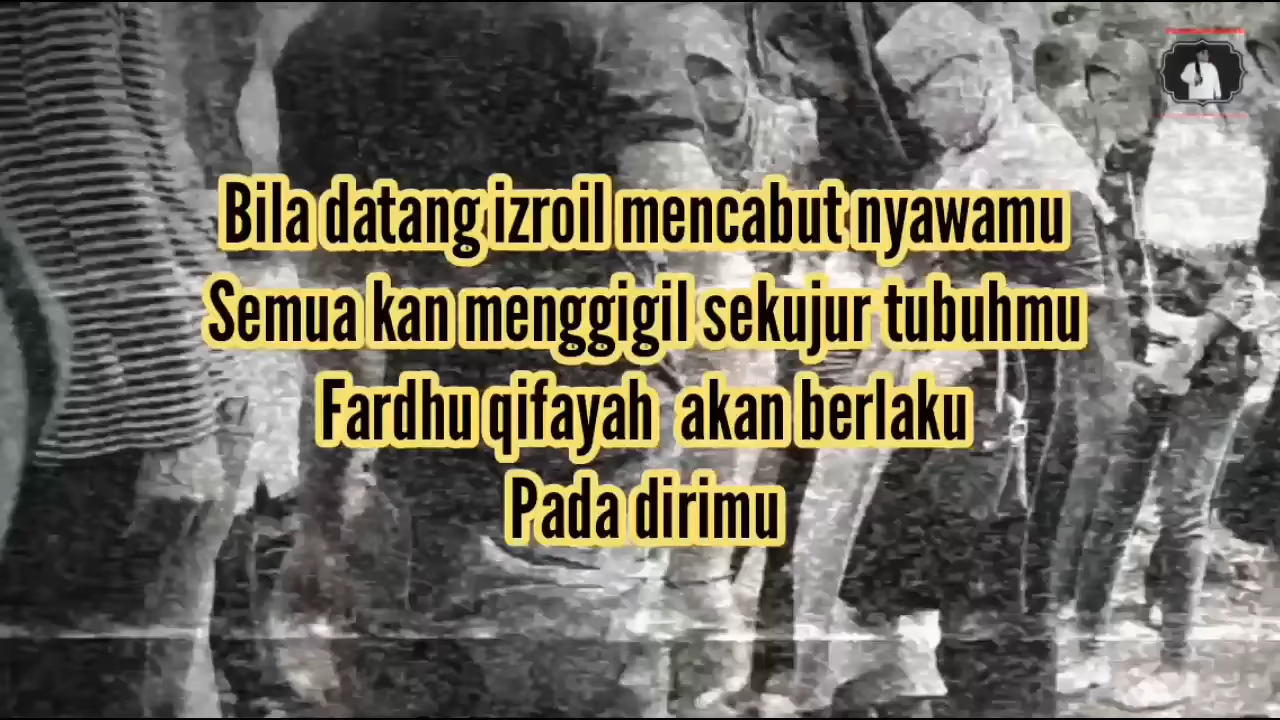 Bila datang izroil mencabut nyawamu
Semua kan menggigil sekujur tubuhmu
Fardhu qifayah akan berlaku
Pada dirimu